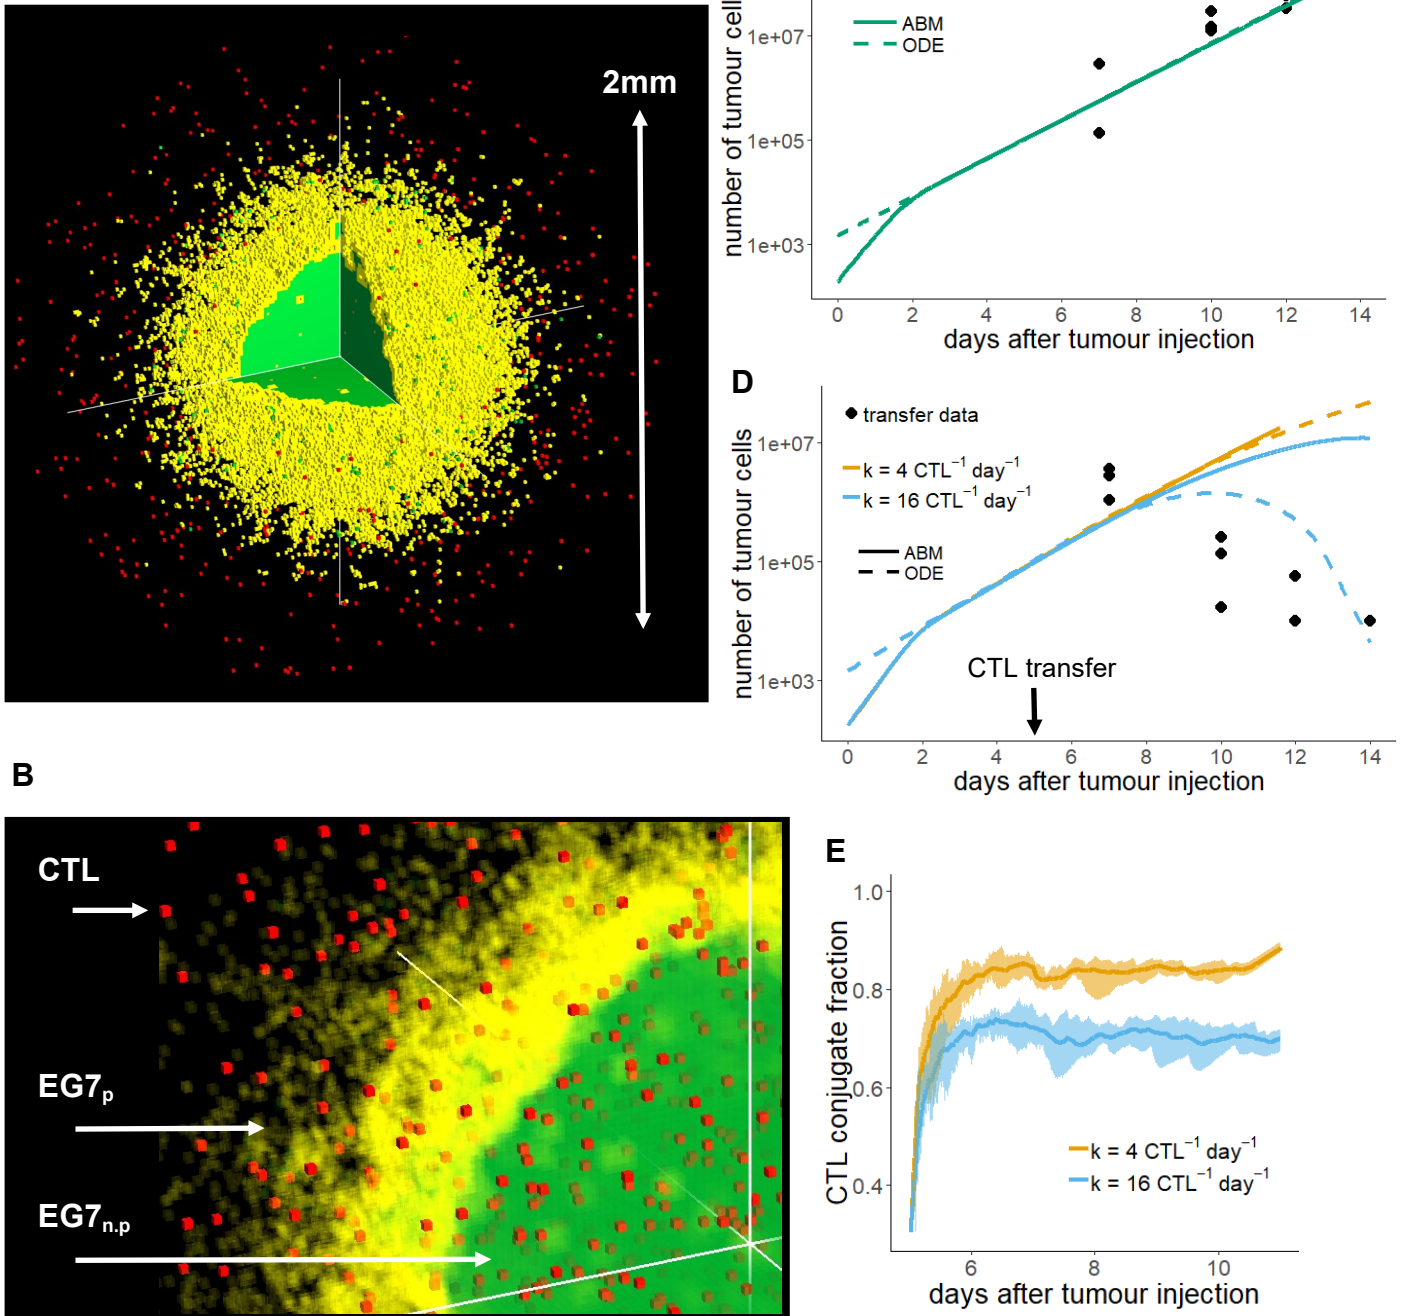 2mm
number of tumour cells
ABM
ODE
1e+07
1e+05
1e+03
0 2 4 6 8 10 12 14
days after tumour injection
D
number of tumour cells
transfer data
k = 4 CTL⁻¹ day⁻¹
k = 16 CTL⁻¹ day⁻¹
ABM
ODE
1e+07
1e+05
1e+03
CTL transfer
0 2 4 6 8 10 12 14
days after tumour injection
B
CTL
EG7p
EG7n.p
E
CTL conjugate fraction
1.0
0.8
0.6
0.4
k = 4 CTL⁻¹ day⁻¹
k = 16 CTL⁻¹ day⁻¹
6 8 10
days after tumour injection